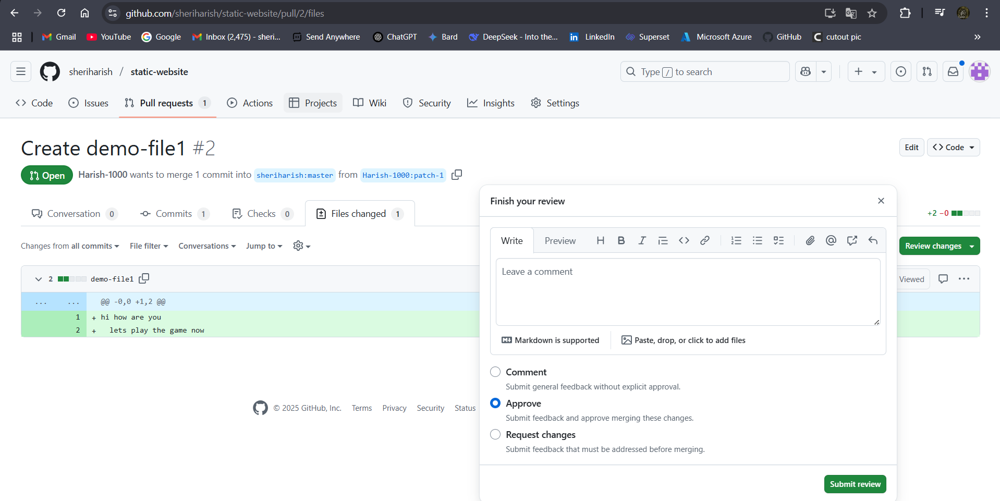 github.com/sheriharish/static-website/pull/2/files
Gmail YouTube Google Inbox (2,475) - sheri... Send Anywhere ChatGPT Bard DeepSeek - Into the... LinkedIn Superset Microsoft Azure GitHub cutout pic »
sheriharish / static-website Type / to search
Code Issues Pull requests 1 Actions Projects Wiki Security Insights Settings
Create demo-file1 #2 Edit Code
Open Harish-1000 wants to merge 1 commit into sheriharish:master from Harish-1000:patch-1
Finish your review
Conversation 0 Commits 1 Checks 0 Files changed 1 +2 −0
Changes from all commits File filter Conversations Jump to Write Preview Review changes
2 demo-file1 Leave a comment Viewed
... ... @@ -0,0 +1,2 @@
1 + hi how are you
2 + lets play the game now
Markdown is supported Paste, drop, or click to add files
Comment
Submit general feedback without explicit approval.
Approve
Submit feedback and approve merging these changes.
Request changes
Submit feedback that must be addressed before merging.
© 2025 GitHub, Inc. Terms Privacy Security Status
Submit review